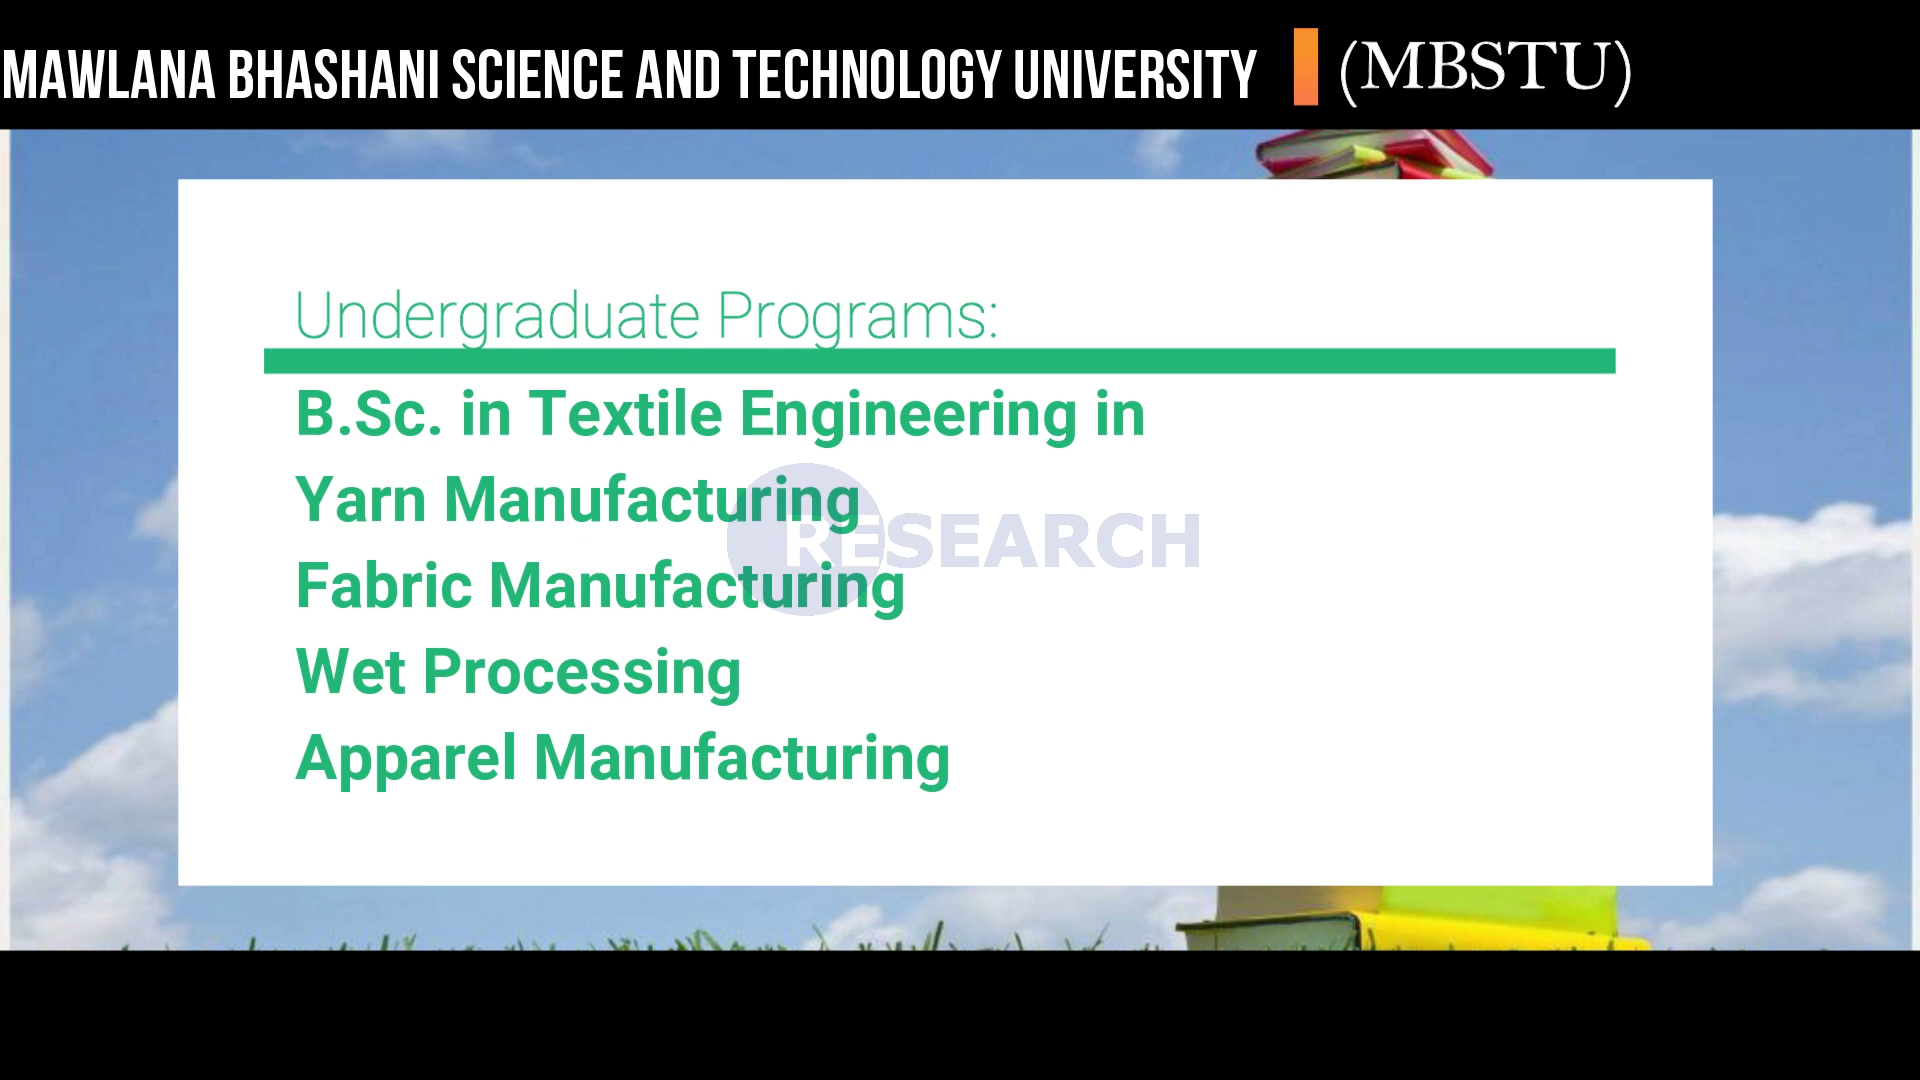 MAWLANA BHASHANI SCIENCE AND TECHNOLOGY UNIVERSITY (MBSTU)
Undergraduate Programs:
B.Sc. in Textile Engineering in
Yarn Manufacturing
RESEARCH
Fabric Manufacturing
Wet Processing
Apparel Manufacturing